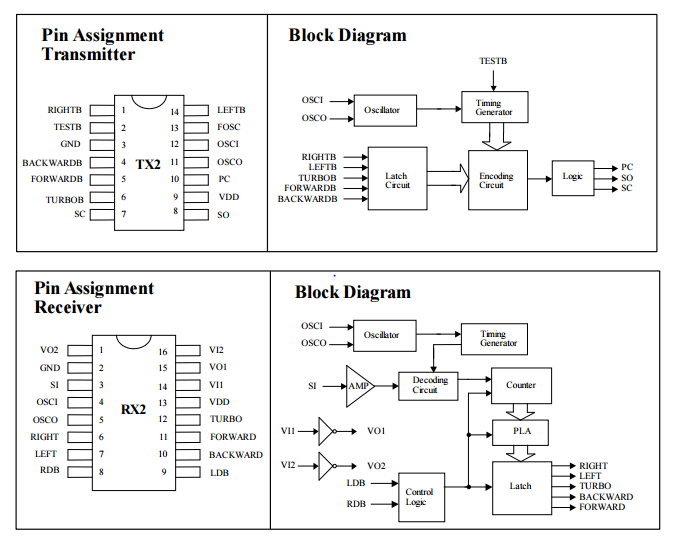 Pin Assignment
Transmitter
RIGHTB 1 14 LEFTB
TESTB 2 13 FOSC
GND 3 12 OSCI
BACKWARDB 4 TX2 11 OSCO
FORWARDB 5 10 PC
TURBOB 6 9 VDD
SC 7 8 SO
Block Diagram
TESTB
OSCI
OSCO
Oscillator
Timing
Generator
RIGHTB
LEFTB
TURBOB
FORWARDB
BACKWARDB
Latch
Circuit
Encoding
Circuit
Logic
PC
SO
SC
Pin Assignment
Receiver
VO2 1 16 VI2
GND 2 15 VO1
SI 3 14 VI1
OSCI 4 13 VDD
OSCO 5 RX2 12 TURBO
RIGHT 6 11 FORWARD
LEFT 7 10 BACKWARD
RDB 8 9 LDB
Block Diagram
OSCI
OSCO
Oscillator
Timing
Generator
SI
AMP
Decoding
Circuit
Counter
VI1
VO1
PLA
VI2
VO2
LDB
RDB
Control
Logic
Latch
RIGHT
LEFT
TURBO
BACKWARD
FORWARD